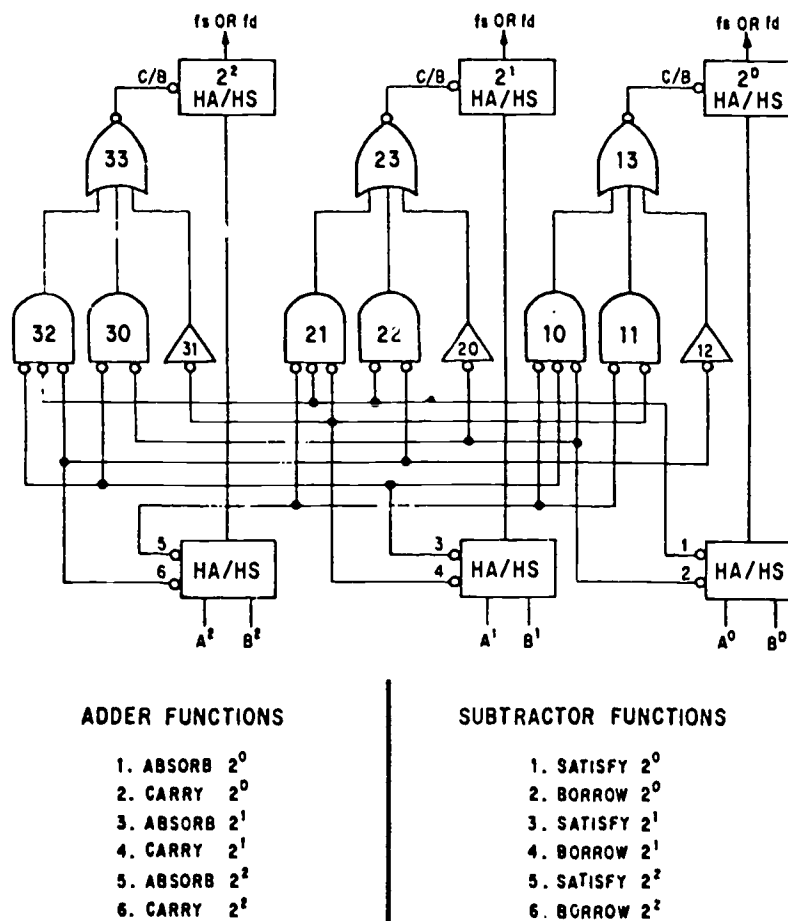 fs OR fd fs OR fd fs OR fd
C/B 2² HA/HS C/B 2¹ HA/HS C/B 2⁰ HA/HS
33 23 13
32 30 31 21 22 20 10 11 12
5 6 HA/HS 3 4 HA/HS 1 2 HA/HS
A² B² A¹ B¹ A⁰ B⁰
ADDER FUNCTIONS
1. ABSORB 2⁰
2. CARRY 2⁰
3. ABSORB 2¹
4. CARRY 2¹
5. ABSORB 2²
6. CARRY 2²
SUBTRACTOR FUNCTIONS
1. SATISFY 2⁰
2. BORROW 2⁰
3. SATISFY 2¹
4. BORROW 2¹
5. SATISFY 2²
6. BORROW 2²